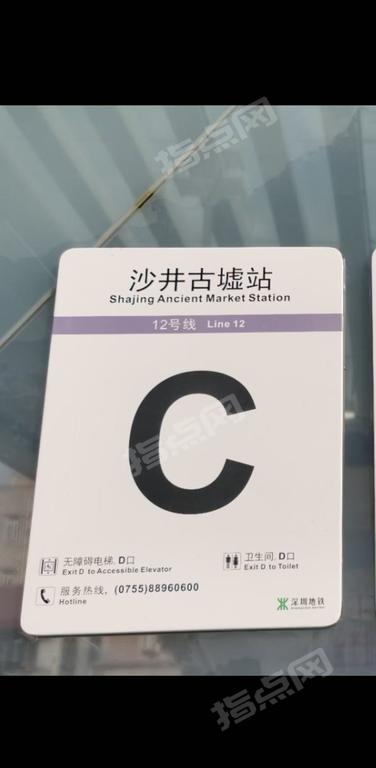 指点网
沙井古墟站
Shajing Ancient Market Station
12号线 Line 12
指点网
C
无障碍电梯, D口
Exit D to Accessible Elevator
卫生间, D口
Exit D to Toilet
服务热线, (0755)88960600
Hotline
深圳地铁
指点网